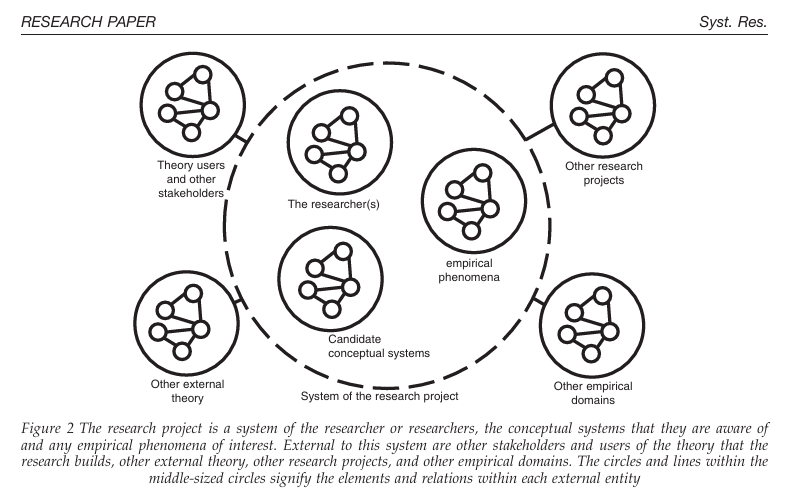 RESEARCH PAPER
Syst. Res.
Theory users
and other
stakeholders
The researcher(s)
Other research
projects
empirical
phenomena
Candidate
conceptual systems
Other external
theory
System of the research project
Other empirical
domains
Figure 2 The research project is a system of the researcher or researchers, the conceptual systems that they are aware of
and any empirical phenomena of interest. External to this system are other stakeholders and users of the theory that the
research builds, other external theory, other research projects, and other empirical domains. The circles and lines within the
middle-sized circles signify the elements and relations within each external entity